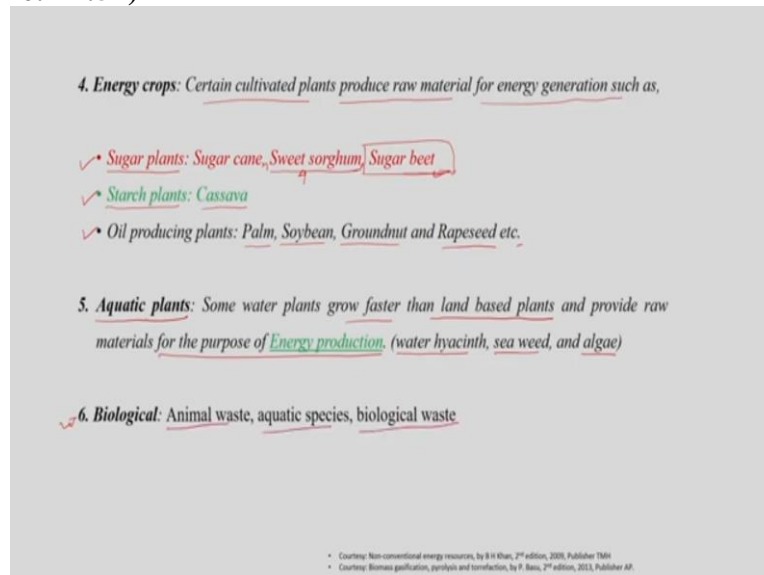 4. Energy crops: Certain cultivated plants produce raw material for energy generation such as,
• Sugar plants: Sugar cane, Sweet sorghum, Sugar beet
• Starch plants: Cassava
• Oil producing plants: Palm, Soybean, Groundnut and Rapeseed etc.
5. Aquatic plants: Some water plants grow faster than land based plants and provide raw
materials for the purpose of Energy production. (water hyacinth, sea weed, and algae)
6. Biological: Animal waste, aquatic species, biological waste
• Courtesy: Non-conventional energy resources, by B H Khan, 2nd edition, 2009, Publisher TMH
• Courtesy: Biomass gasification, pyrolysis and torrefaction, by P. Basu, 2nd edition, 2013, Publisher AP.